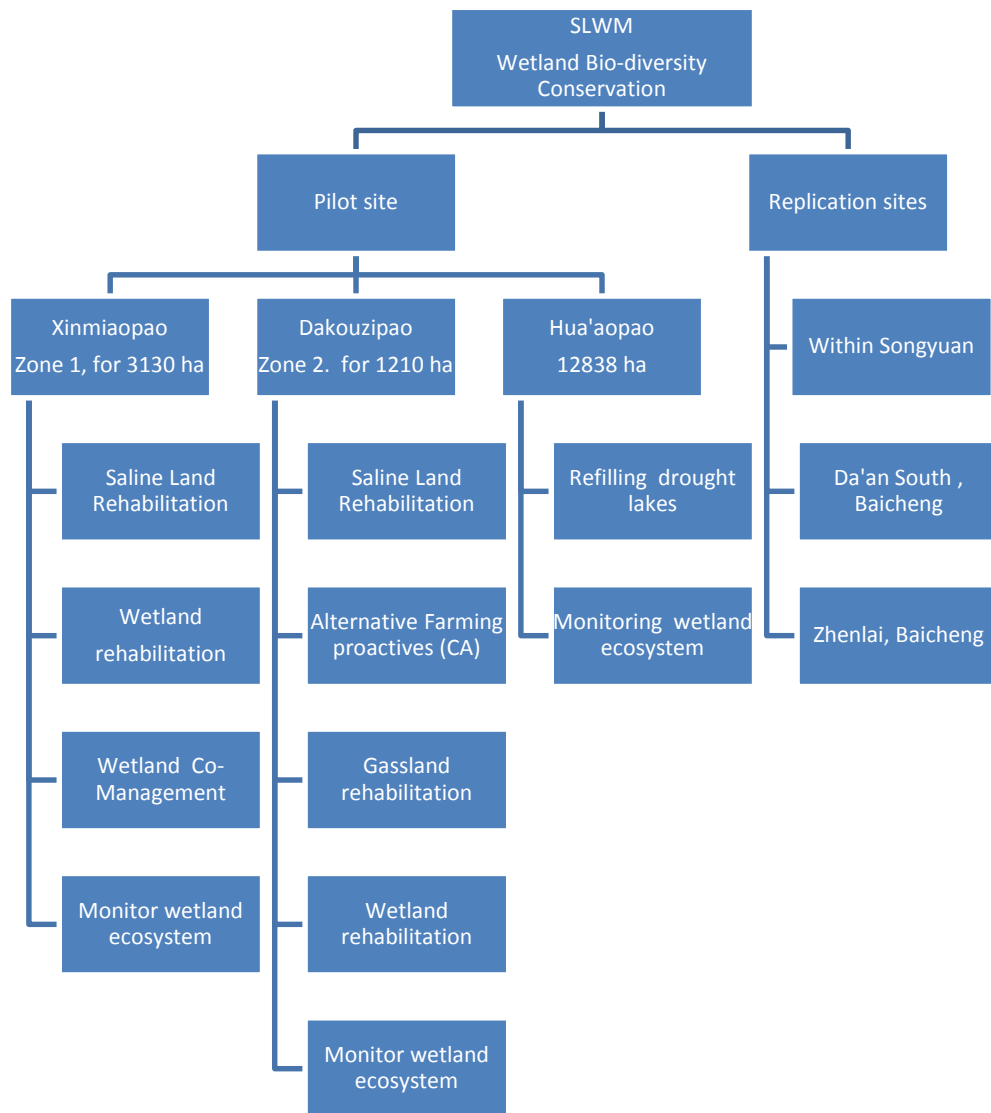 SLWM
Wetland Bio-diversity
Conservation
Pilot site
Replication sites
Xinmiaopao
Zone 1, for 3130 ha
Dakouzipao
Zone 2. for 1210 ha
Hua'aopao
12838 ha
Within Songyuan
Saline Land
Rehabilitation
Saline Land
Rehabilitation
Refilling drought
lakes
Da'an South ,
Baicheng
Wetland
rehabilitation
Alternative Farming
proactives (CA)
Monitoring wetland
ecosystem
Zhenlai, Baicheng
Wetland Co-
Management
Gassland
rehabilitation
Monitor wetland
ecosystem
Wetland
rehabilitation
Monitor wetland
ecosystem